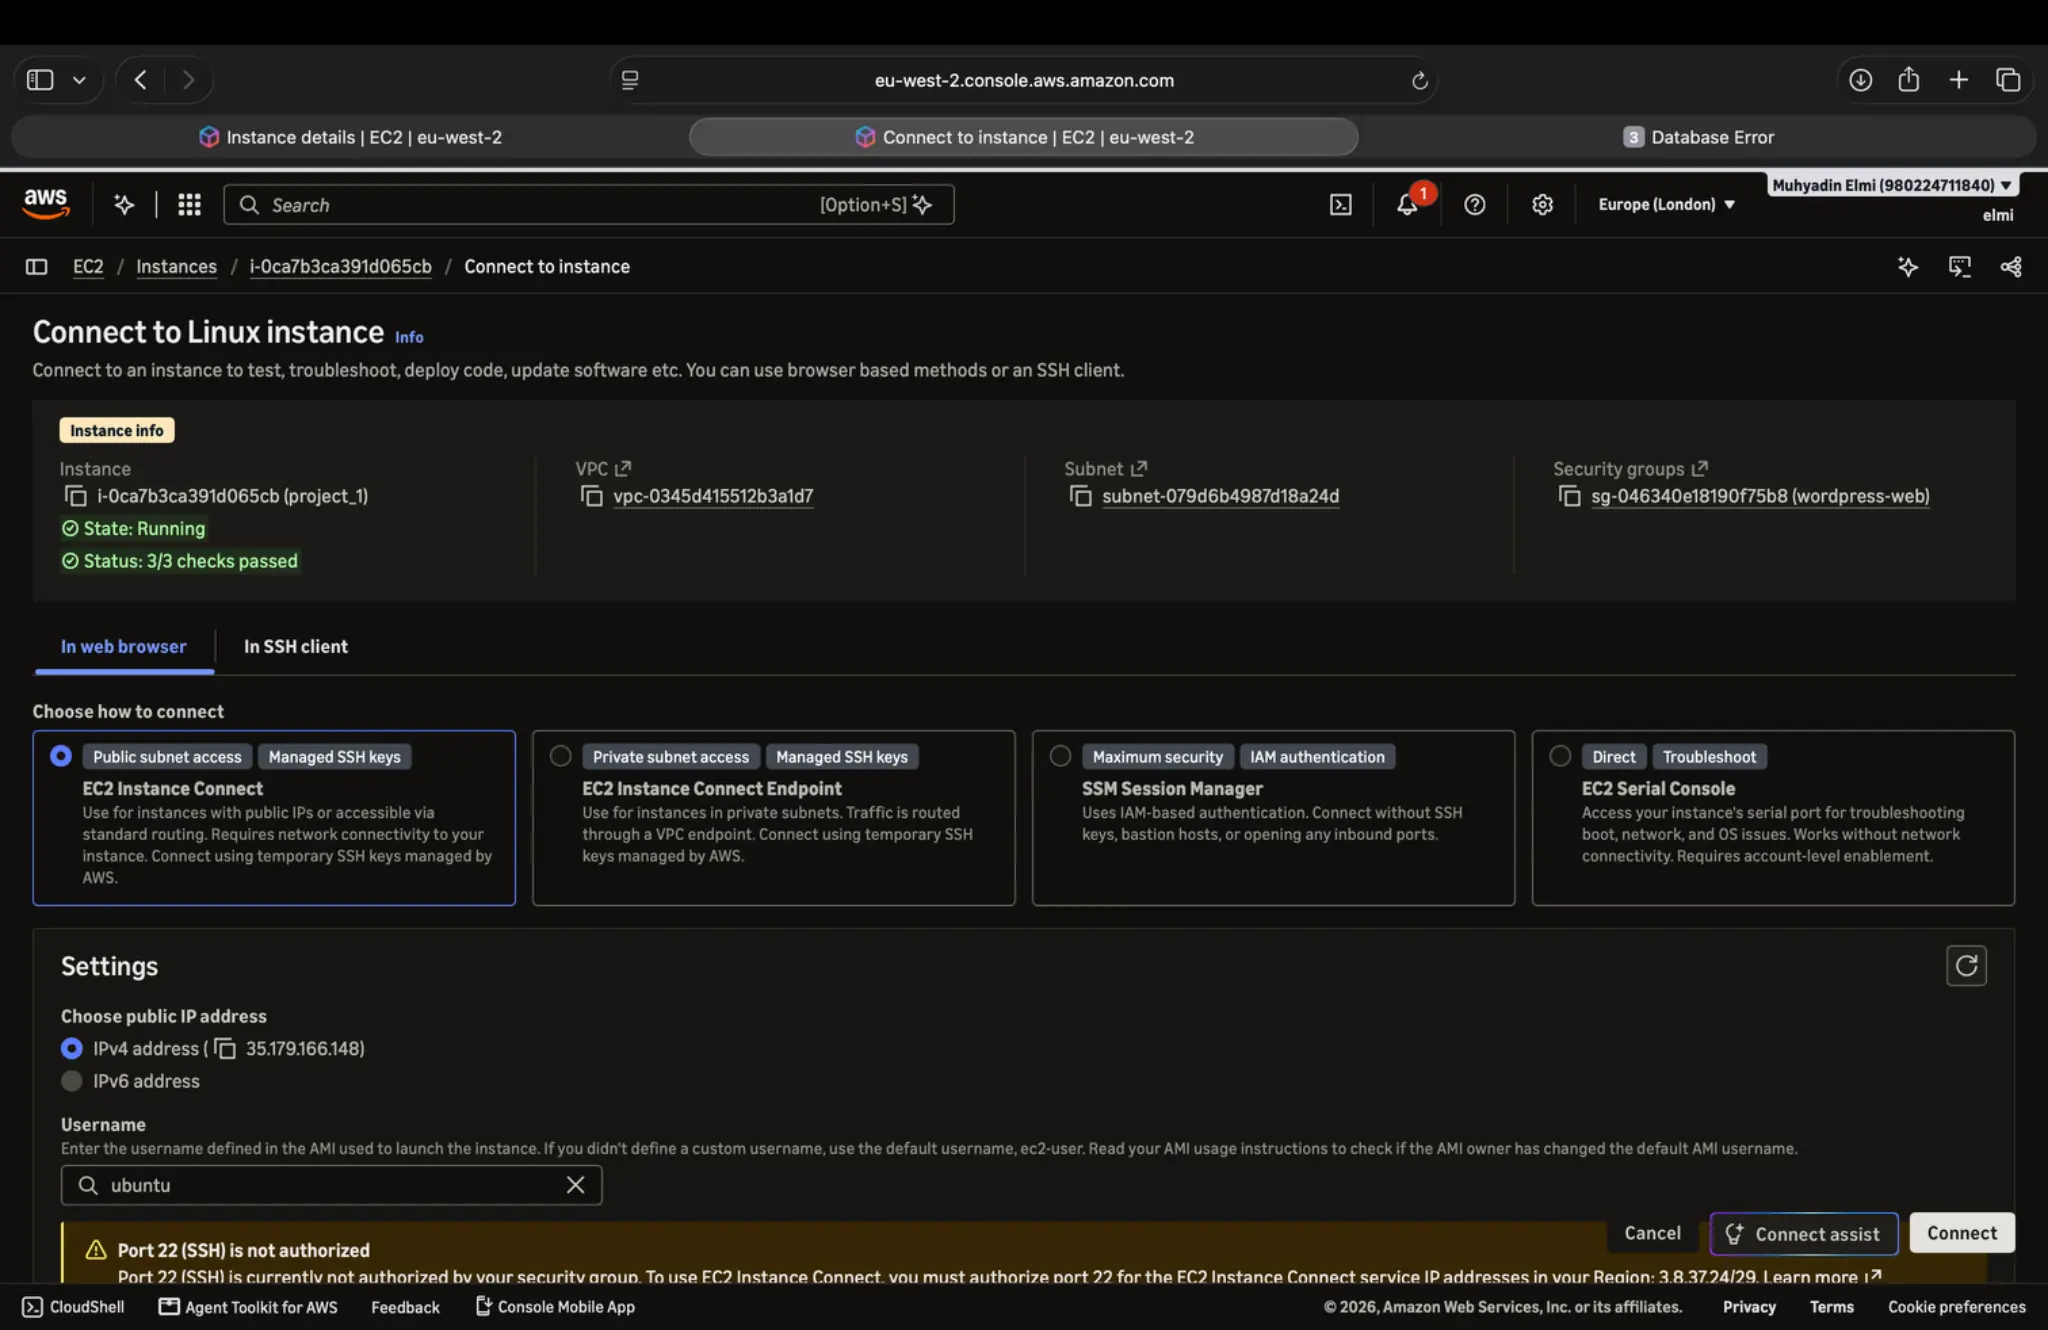 eu-west-2.console.aws.amazon.com
Instance details | EC2 | eu-west-2
Connect to instance | EC2 | eu-west-2
3 Database Error
aws
Search
[Option+S]
1
Europe (London)
Muhyadin Elmi (980224711840)
elmi
EC2 / Instances / i-0ca7b3ca391d065cb / Connect to instance
Connect to Linux instance Info
Connect to an instance to test, troubleshoot, deploy code, update software etc. You can use browser based methods or an SSH client.
Instance info
Instance
i-0ca7b3ca391d065cb (project_1)
State: Running
Status: 3/3 checks passed
VPC
vpc-0345d415512b3a1d7
Subnet
subnet-079d6b4987d18a24d
Security groups
sg-046340e18190f75b8 (wordpress-web)
In web browser
In SSH client
Choose how to connect
Public subnet access Managed SSH keys
EC2 Instance Connect
Use for instances with public IPs or accessible via
standard routing. Requires network connectivity to your
instance. Connect using temporary SSH keys managed by
AWS.
Private subnet access Managed SSH keys
EC2 Instance Connect Endpoint
Use for instances in private subnets. Traffic is routed
through a VPC endpoint. Connect using temporary SSH
keys managed by AWS.
Maximum security IAM authentication
SSM Session Manager
Uses IAM-based authentication. Connect without SSH
keys, bastion hosts, or opening any inbound ports.
Direct Troubleshoot
EC2 Serial Console
Access your instance's serial port for troubleshooting
boot, network, and OS issues. Works without network
connectivity. Requires account-level enablement.
Settings
Choose public IP address
IPv4 address ( 35.179.166.148)
IPv6 address
Username
Enter the username defined in the AMI used to launch the instance. If you didn't define a custom username, use the default username, ec2-user. Read your AMI usage instructions to check if the AMI owner has changed the default AMI username.
ubuntu
Port 22 (SSH) is not authorized
Port 22 (SSH) is currently not authorized by your security group. To use EC2 Instance Connect, you must authorize port 22 for the EC2 Instance Connect service IP addresses in your Region: 3.8.37.24/29. Learn more
Cancel
Connect assist
Connect
CloudShell
Agent Toolkit for AWS
Feedback
Console Mobile App
© 2026, Amazon Web Services, Inc. or its affiliates.
Privacy
Terms
Cookie preferences